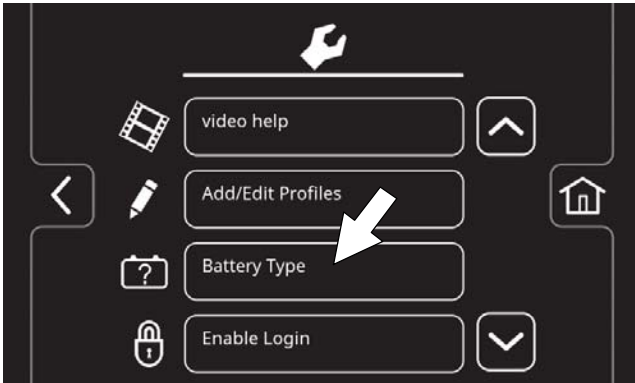 video help
Add/Edit Profiles
?
Battery Type
Enable Login